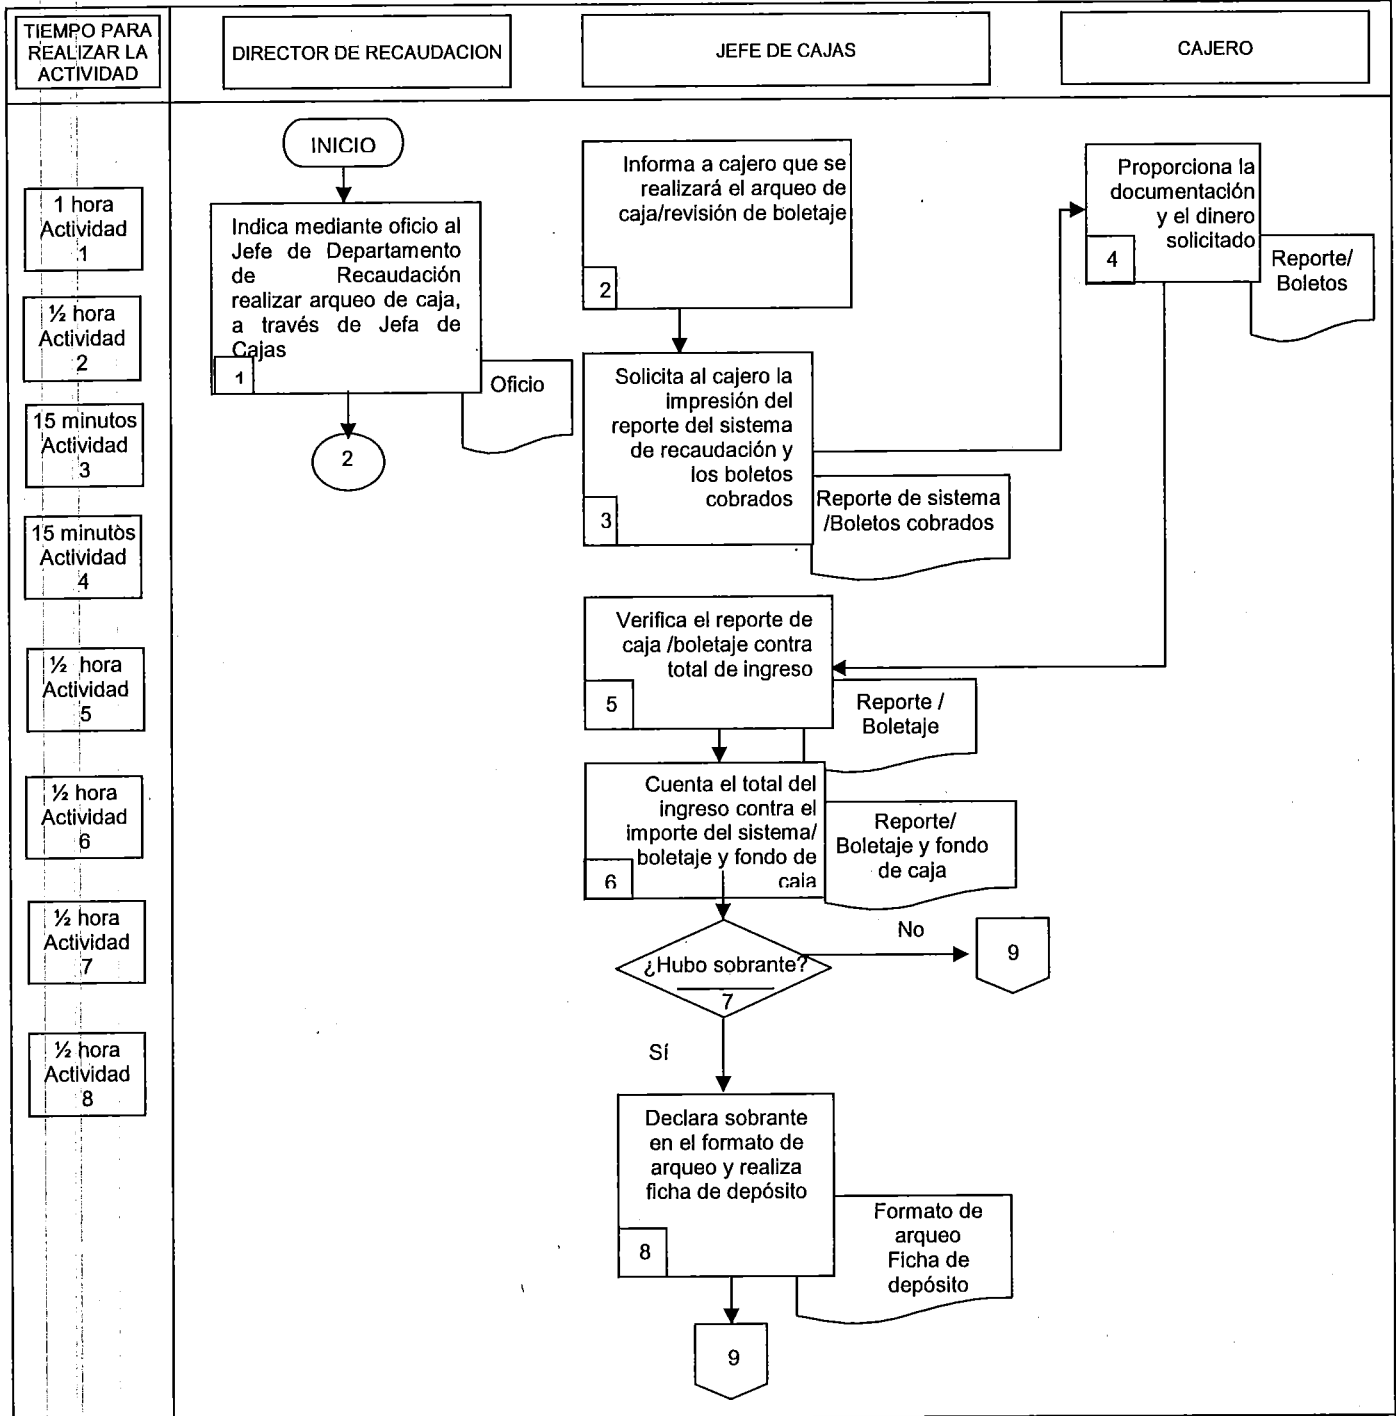 TIEMPO PARA
REALIZAR LA
ACTIVIDAD
DIRECTOR DE RECAUDACION
JEFE DE CAJAS
CAJERO
1 hora
Actividad
1
½ hora
Actividad
2
15 minutos
Actividad
3
15 minutos
Actividad
4
½ hora
Actividad
5
½ hora
Actividad
6
½ hora
Actividad
7
½ hora
Actividad
8
INICIO
Indica mediante oficio al
Jefe de Departamento
de Recaudación
realizar arqueo de caja,
a través de Jefa de
Cajas
1
Oficio
2
Informa a cajero que se
realizará el arqueo de
caja/revisión de boletaje
2
Solicita al cajero la
impresión del
reporte del sistema
de recaudación y
los boletos
cobrados
3
Reporte de sistema
/Boletos cobrados
Proporciona la
documentación
y el dinero
solicitado
4
Reporte/
Boletos
Verifica el reporte de
caja /boletaje contra
total de ingreso
5
Reporte /
Boletaje
Cuenta el total del
ingreso contra el
importe del sistema/
boletaje y fondo de
caja
6
Reporte/
Boletaje y fondo
de caja
¿Hubo sobrante?
7
No
9
Sí
Declara sobrante
en el formato de
arqueo y realiza
ficha de depósito
8
Formato de
arqueo
Ficha de
depósito
9